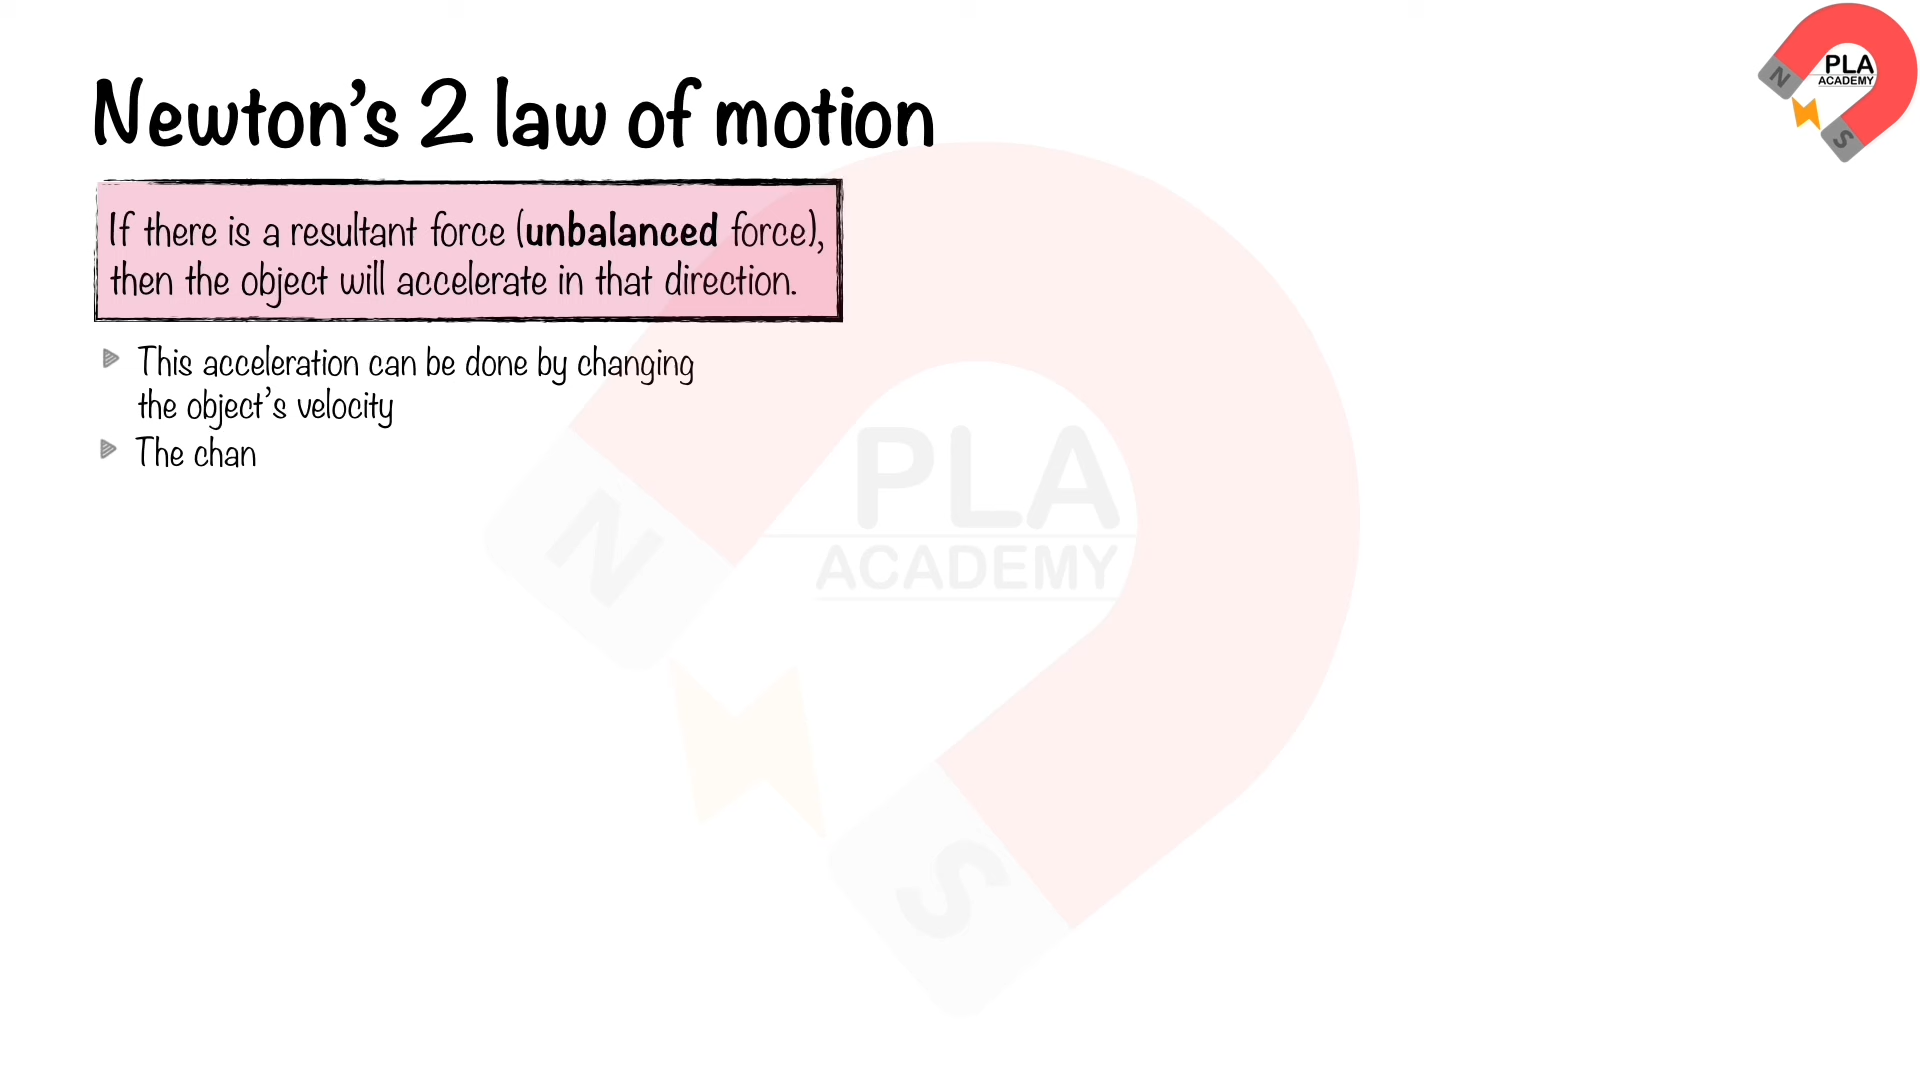 Newton's 2 law of motion
If there is a resultant force (unbalanced force),
then the object will accelerate in that direction.
This acceleration can be done by changing
the object's velocity
The chan
N
PLA
ACADEMY
S
N
PLA
ACADEMY
S